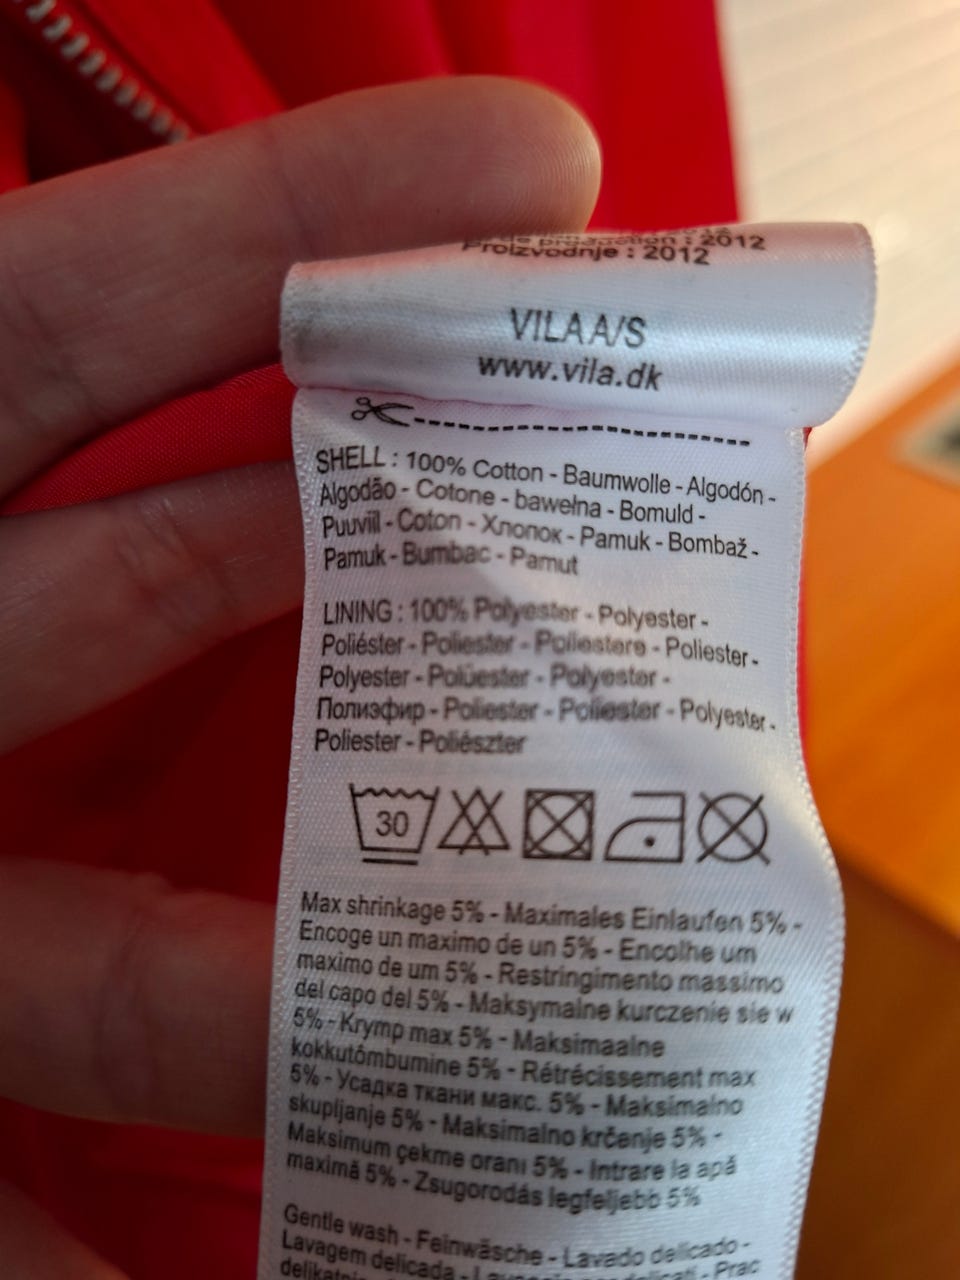 production : 2012
Proizvodnje : 2012
VILA A/S
www.vila.dk
SHELL : 100% Cotton - Baumwolle - Algodón -
Algodão - Cotone - bawełna - Bomuld -
Puuvill - Coton - Хлопок - Pamuk - Bombaž -
Pamuk - Bumbac - Pamut
LINING : 100% Polyester - Polyester -
Poliéster - Poliester - Poliestere - Poliester -
Polyester - Polüester - Polyester -
Полиэфир - Poliester - Poliester - Polyester -
Poliester - Poliészter
30
Max shrinkage 5% - Maximales Einlaufen 5% -
Encoge un maximo de un 5% - Encolhe um
maximo de um 5% - Restringimento massimo
del capo del 5% - Maksymalne kurczenie sie w
5% - Krymp max 5% - Maksimaalne
kokkutõmbumine 5% - Rétrécissement max
5% - Усадка ткани макс. 5% - Maksimalno
skupljanje 5% - Maksimalno krčenje 5% -
Maksimum çekme oranı 5% - Intrare la apă
maximă 5% - Zsugorodás legfeljebb 5%
Gentle wash - Feinwäsche - Lavado delicado -
Lavagem delicada - Prac